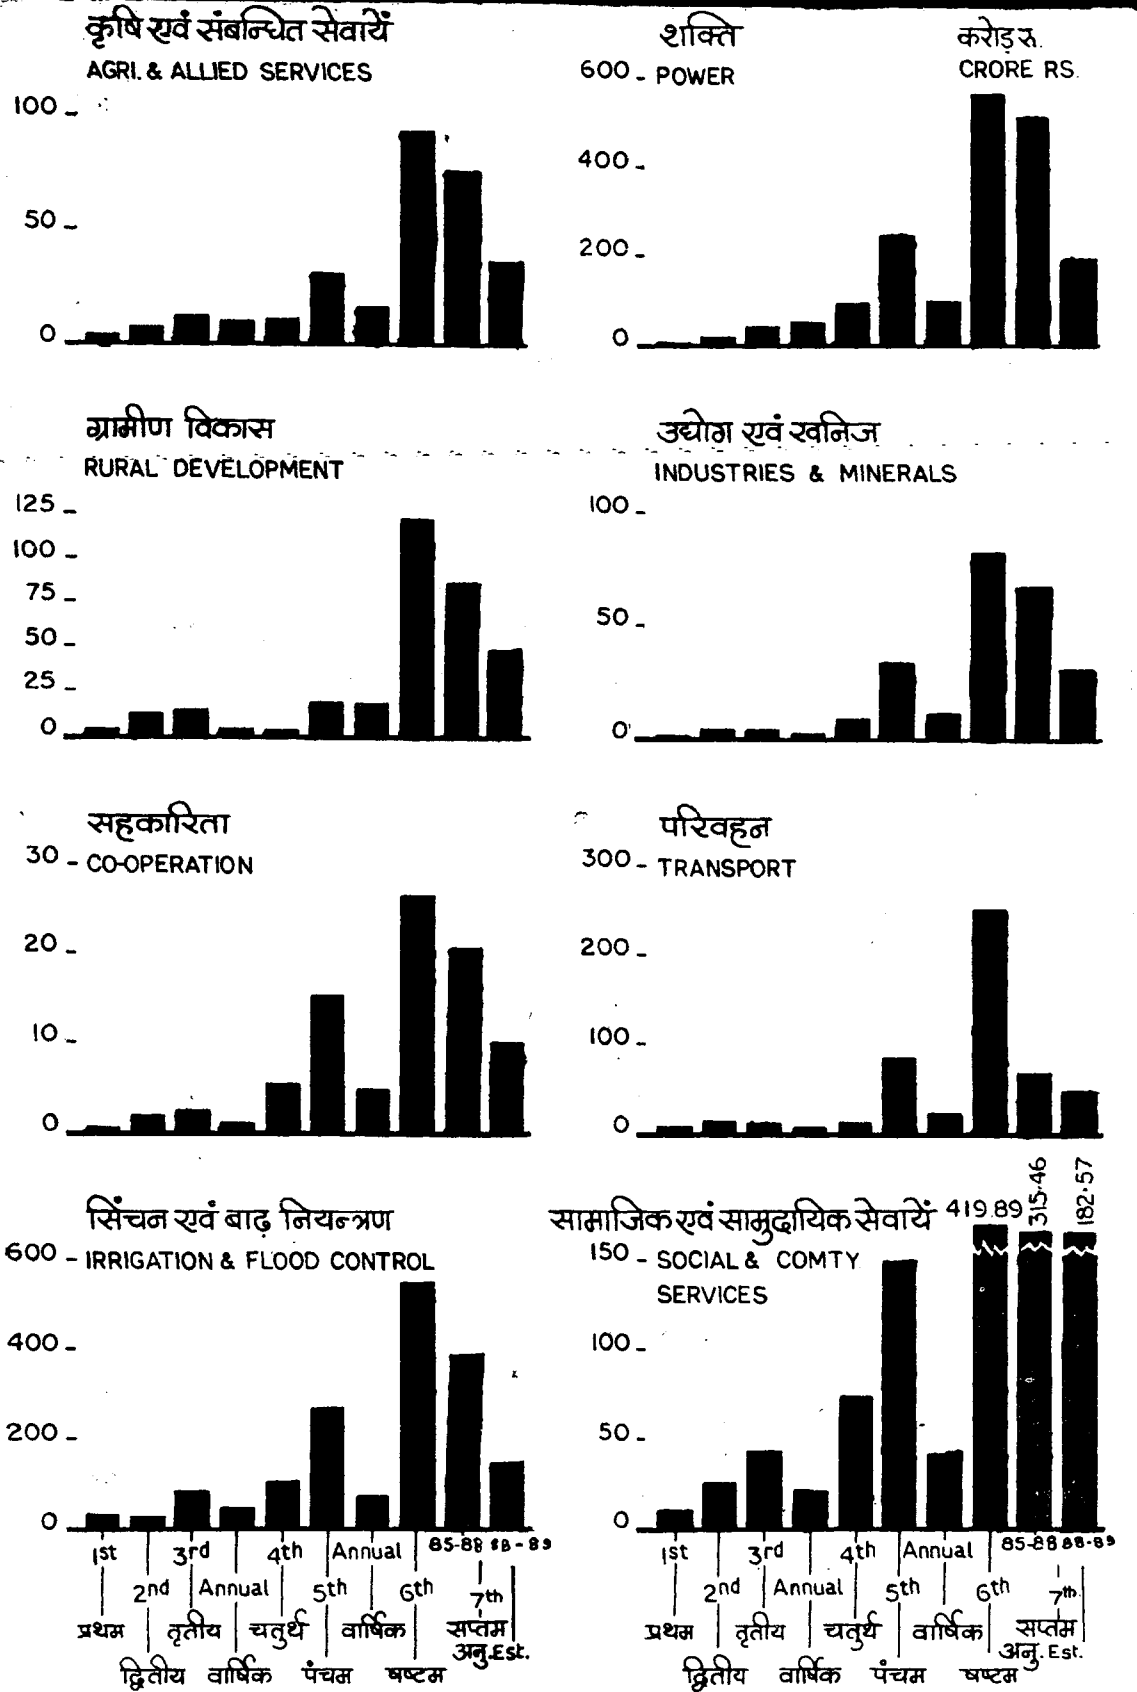 कृषि एवं संबन्धित सेवायें
AGRI. & ALLIED SERVICES
100
50
0
शक्ति
करोड़ रु.
CRORE RS.
600
POWER
400
200
0
ग्रामीण विकास
RURAL DEVELOPMENT
125
100
75
50
25
0
उद्योग एवं खनिज
INDUSTRIES & MINERALS
100
50
0
सहकारिता
30
CO-OPERATION
20
10
0
परिवहन
300
TRANSPORT
200
100
0
सिंचन एवं बाढ़ नियन्त्रण
600
IRRIGATION & FLOOD CONTROL
400
200
0
1st 3rd 4th Annual 85-88 88-89
2nd Annual 5th 6th 7th
प्रथम तृतीय चतुर्थ वार्षिक सप्तम
अनु. Est.
द्वितीय वार्षिक पंचम षष्टम
सामाजिक एवं सामुदायिक सेवायें
419.89 315.46 182.57
150
SOCIAL & COMTY
SERVICES
100
50
0
1st 3rd 4th Annual 85-88 88-89
2nd Annual 5th 6th 7th
प्रथम तृतीय चतुर्थ वार्षिक सप्तम
अनु. Est.
द्वितीय वार्षिक पंचम षष्टम